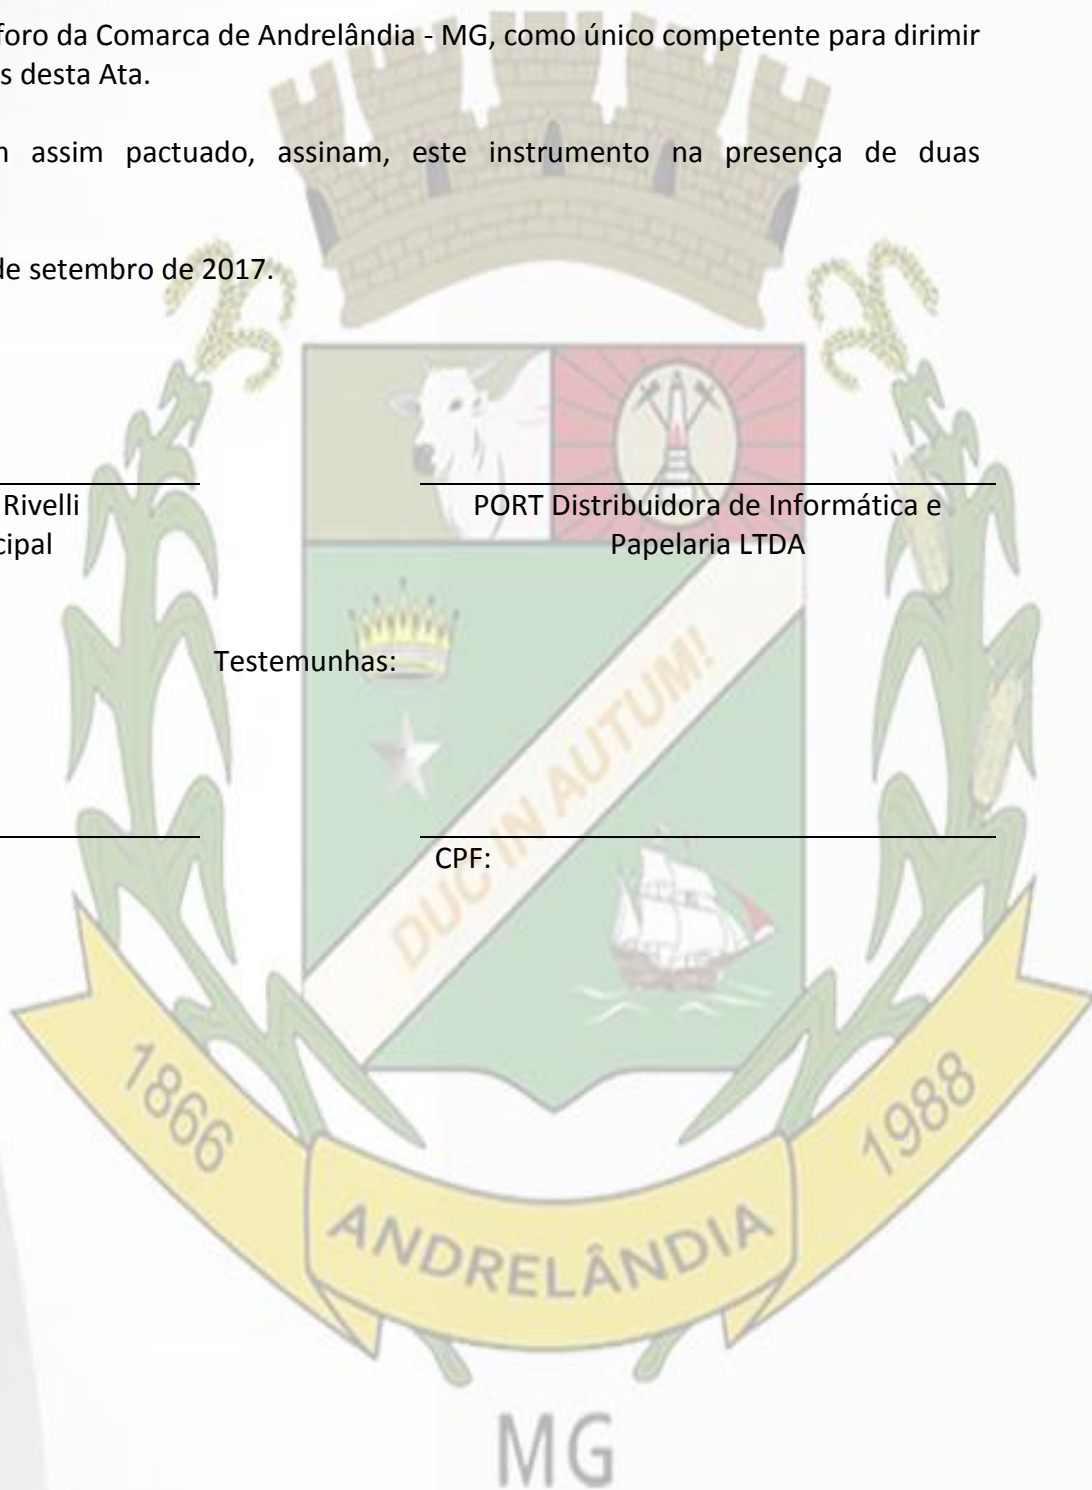 foro da Comarca de Andrelândia - MG, como único competente para dirimir
s desta Ata.
assim pactuado, assinam, este instrumento na presença de duas
de setembro de 2017.
Rivelli
cipal
PORT Distribuidora de Informática e
Papelaria LTDA
Testemunhas:
CPF:
DUC IN AUTUM!
1866
ANDRELÂNDIA
1988
MG